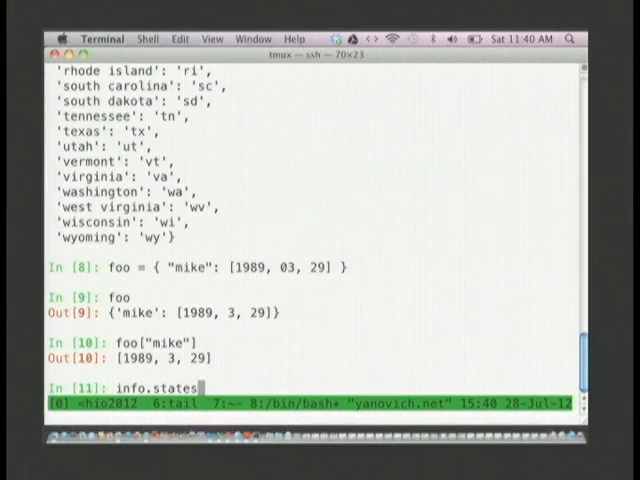 Terminal Shell Edit View Window Help Sat 11:40 AM
tmux — ssh — 70×23
'rhode island': 'ri',
'south carolina': 'sc',
'south dakota': 'sd',
'tennessee': 'tn',
'texas': 'tx',
'utah': 'ut',
'vermont': 'vt',
'virginia': 'va',
'washington': 'wa',
'west virginia': 'wv',
'wisconsin': 'wi',
'wyoming': 'wy'}
In [8]: foo = { "mike": [1989, 03, 29] }
In [9]: foo
Out[9]: {'mike': [1989, 3, 29]}
In [10]: foo["mike"]
Out[10]: [1989, 3, 29]
In [11]: info.states
[0] <hio2012 6:tail 7:~- 8:/bin/bash* "yanovich.net" 15:40 28-Jul-12